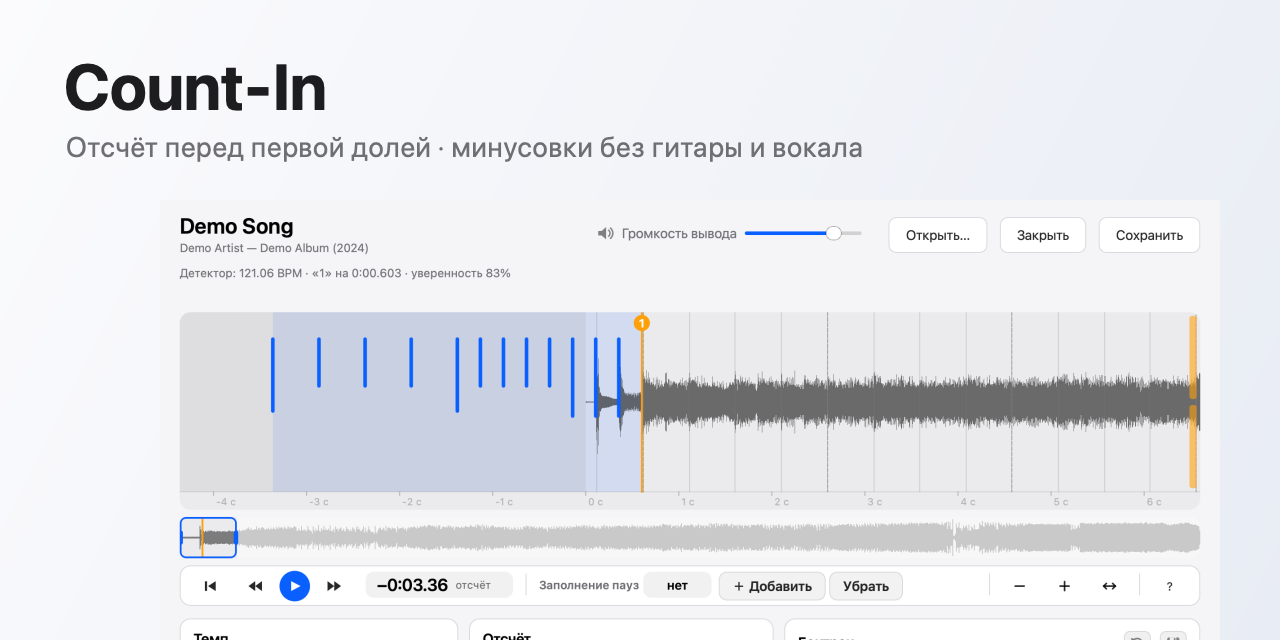 Count-In
Отсчёт перед первой долей · минусовки без гитары и вокала
Demo Song
Demo Artist — Demo Album (2024)
Детектор: 121.06 BPM · «1» на 0:00.603 · уверенность 83%
Громкость вывода
Открыть...
Закрыть
Сохранить
1
-4 с
-3 с
-2 с
-1 с
0 с
1 с
2 с
3 с
4 с
5 с
6 с
−0:03.36 отсчёт
Заполнение пауз
нет
+ Добавить
Убрать
?
Темп
Отсчёт